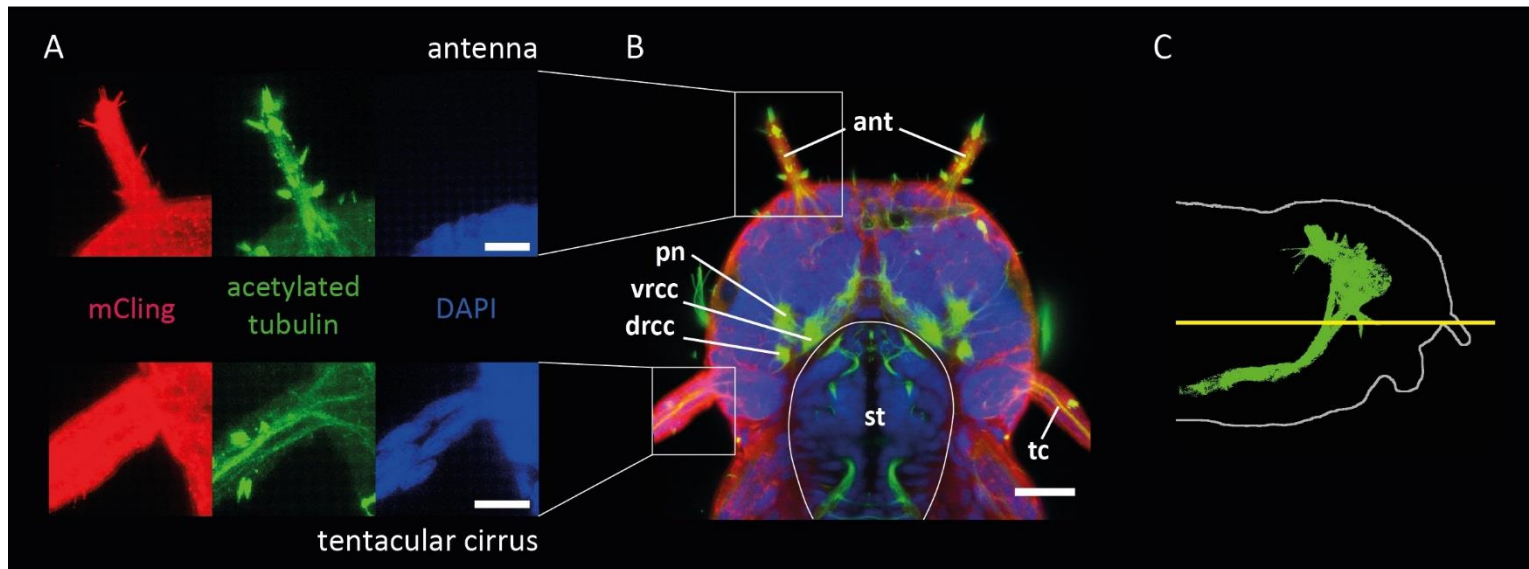 A
antenna
mCling
acetylated
tubulin
DAPI
tentacular cirrus
B
ant
pn
vrcc
drcc
st
tc
C